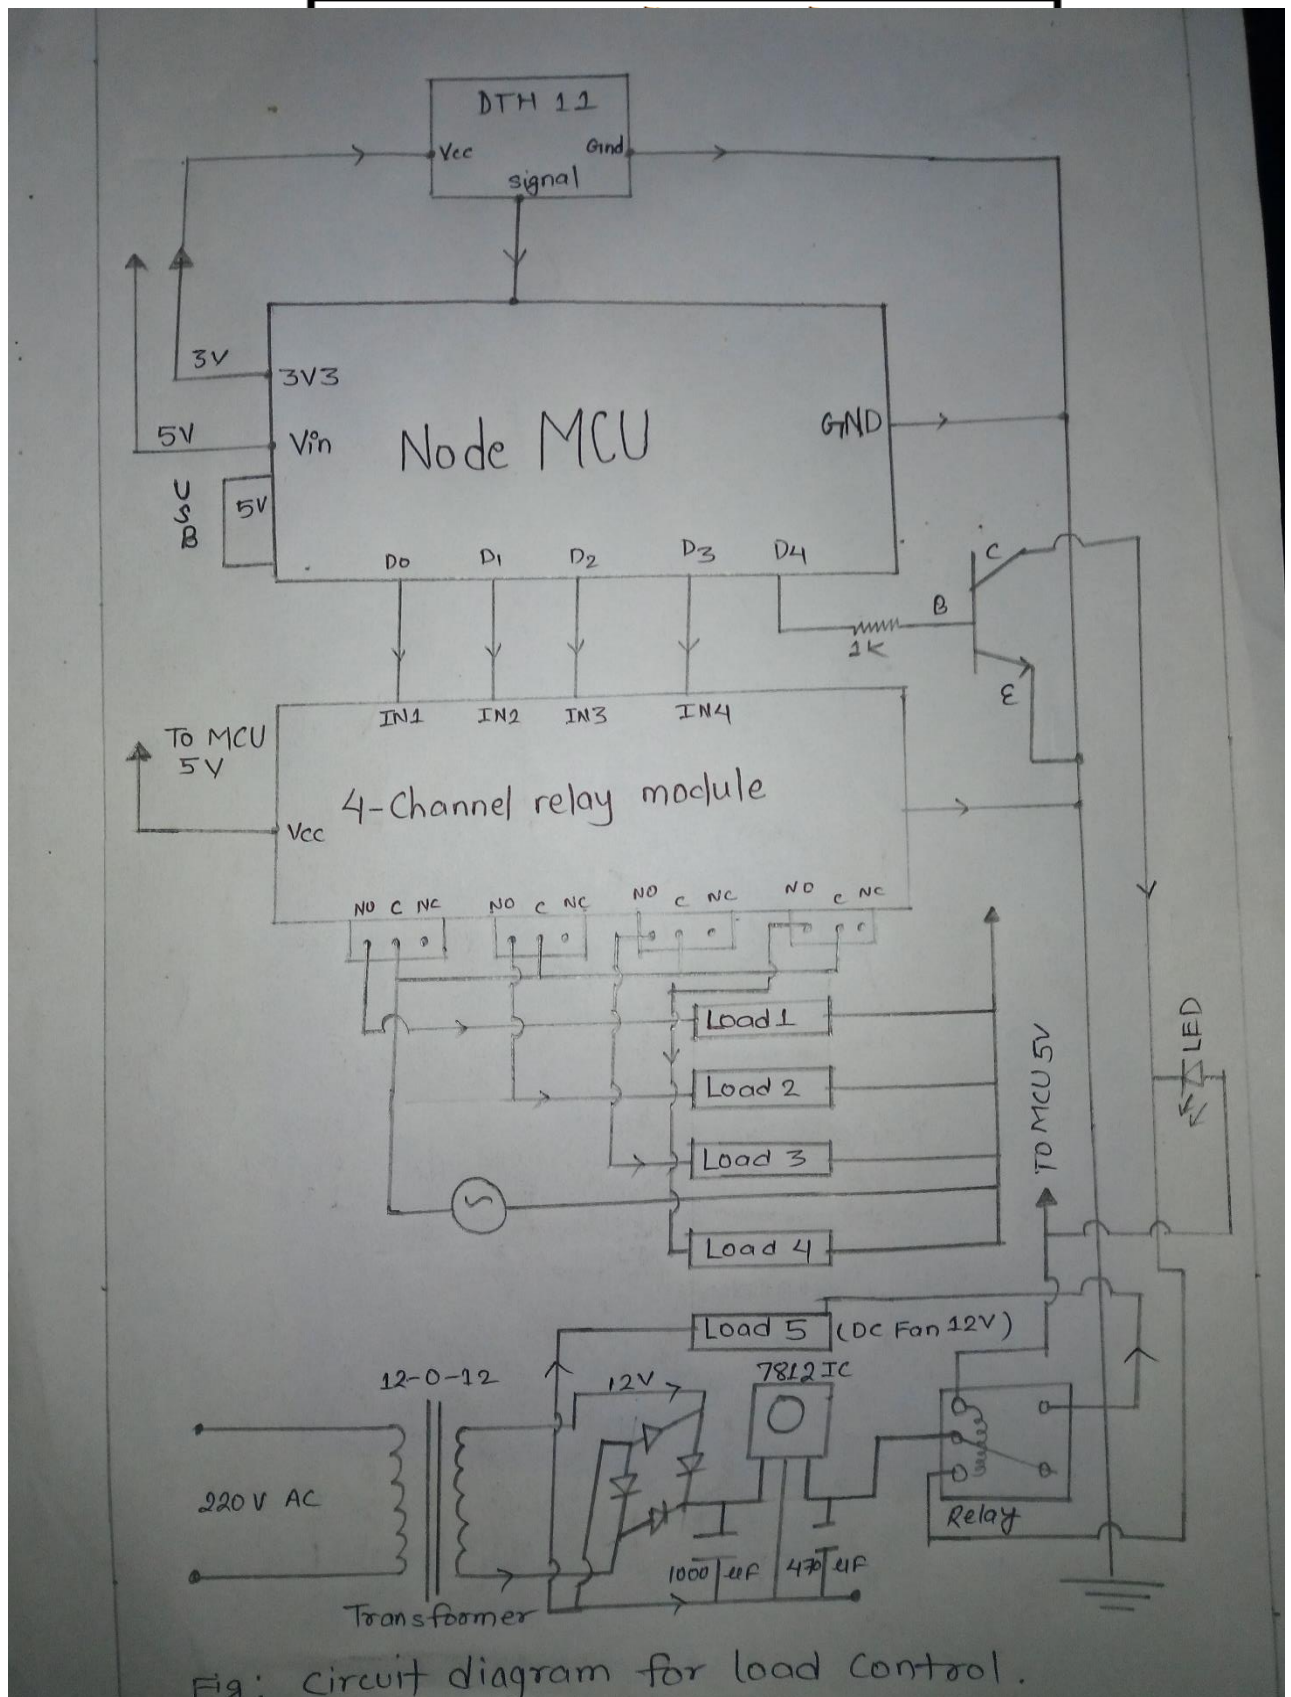 DTH 11
Vcc Gnd
signal
3V
3V3
5V Vin
Node MCU
GND
USB
5V
D0 D1 D2 D3 D4
C
B
1K
E
IN1 IN2 IN3 IN4
To MCU
5V
4-Channel relay module
Vcc
NO C NC NO C NC NO C NC NO C NC
Load 1
Load 2
Load 3
Load 4
LED
TO MCU 5V
Load 5 (DC Fan 12V)
12-0-12
12V
7812 IC
220V AC
Relay
1000 uF 470 uF
Transformer
Fig: Circuit diagram for load control.